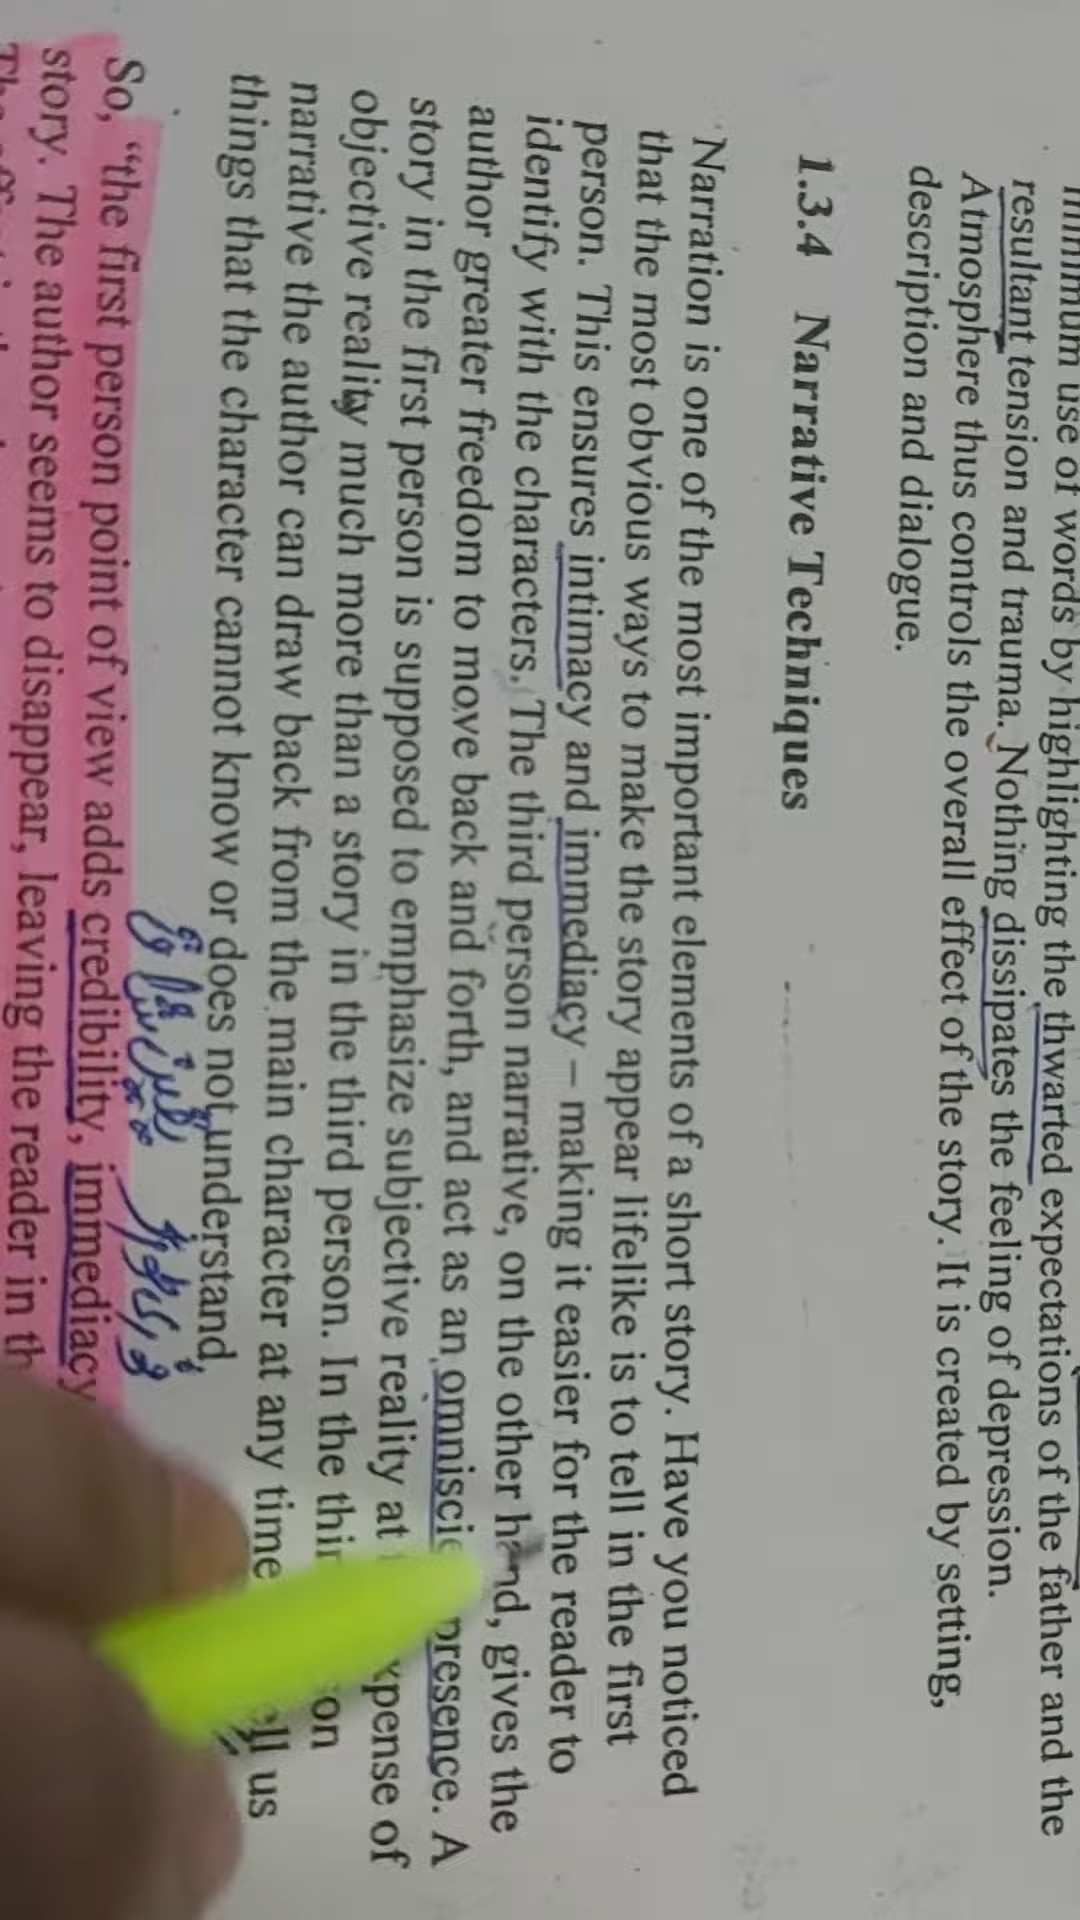 use of words by highlighting the thwarted expectations of the father and the
resultant tension and trauma. Nothing dissipates the feeling of depression.
Atmosphere thus controls the overall effect of the story. It is created by setting,
description and dialogue.
1.3.4 Narrative Techniques
Narration is one of the most important elements of a short story. Have you noticed
that the most obvious ways to make the story appear lifelike is to tell in the first
person. This ensures intimacy and immediacy – making it easier for the reader to
identify with the characters. The third person narrative, on the other hand, gives the
author greater freedom to move back and forth, and act as an presence. A
story in the first person is supposed to emphasize subjective reality at of
objective reality much more than a story in the third person. In the
narrative the author can draw back from the main character at any time us
things that the character cannot know or does not understand.
So, "the first person point of view adds credibility, immediacy
story. The author seems to disappear, leaving the reader in